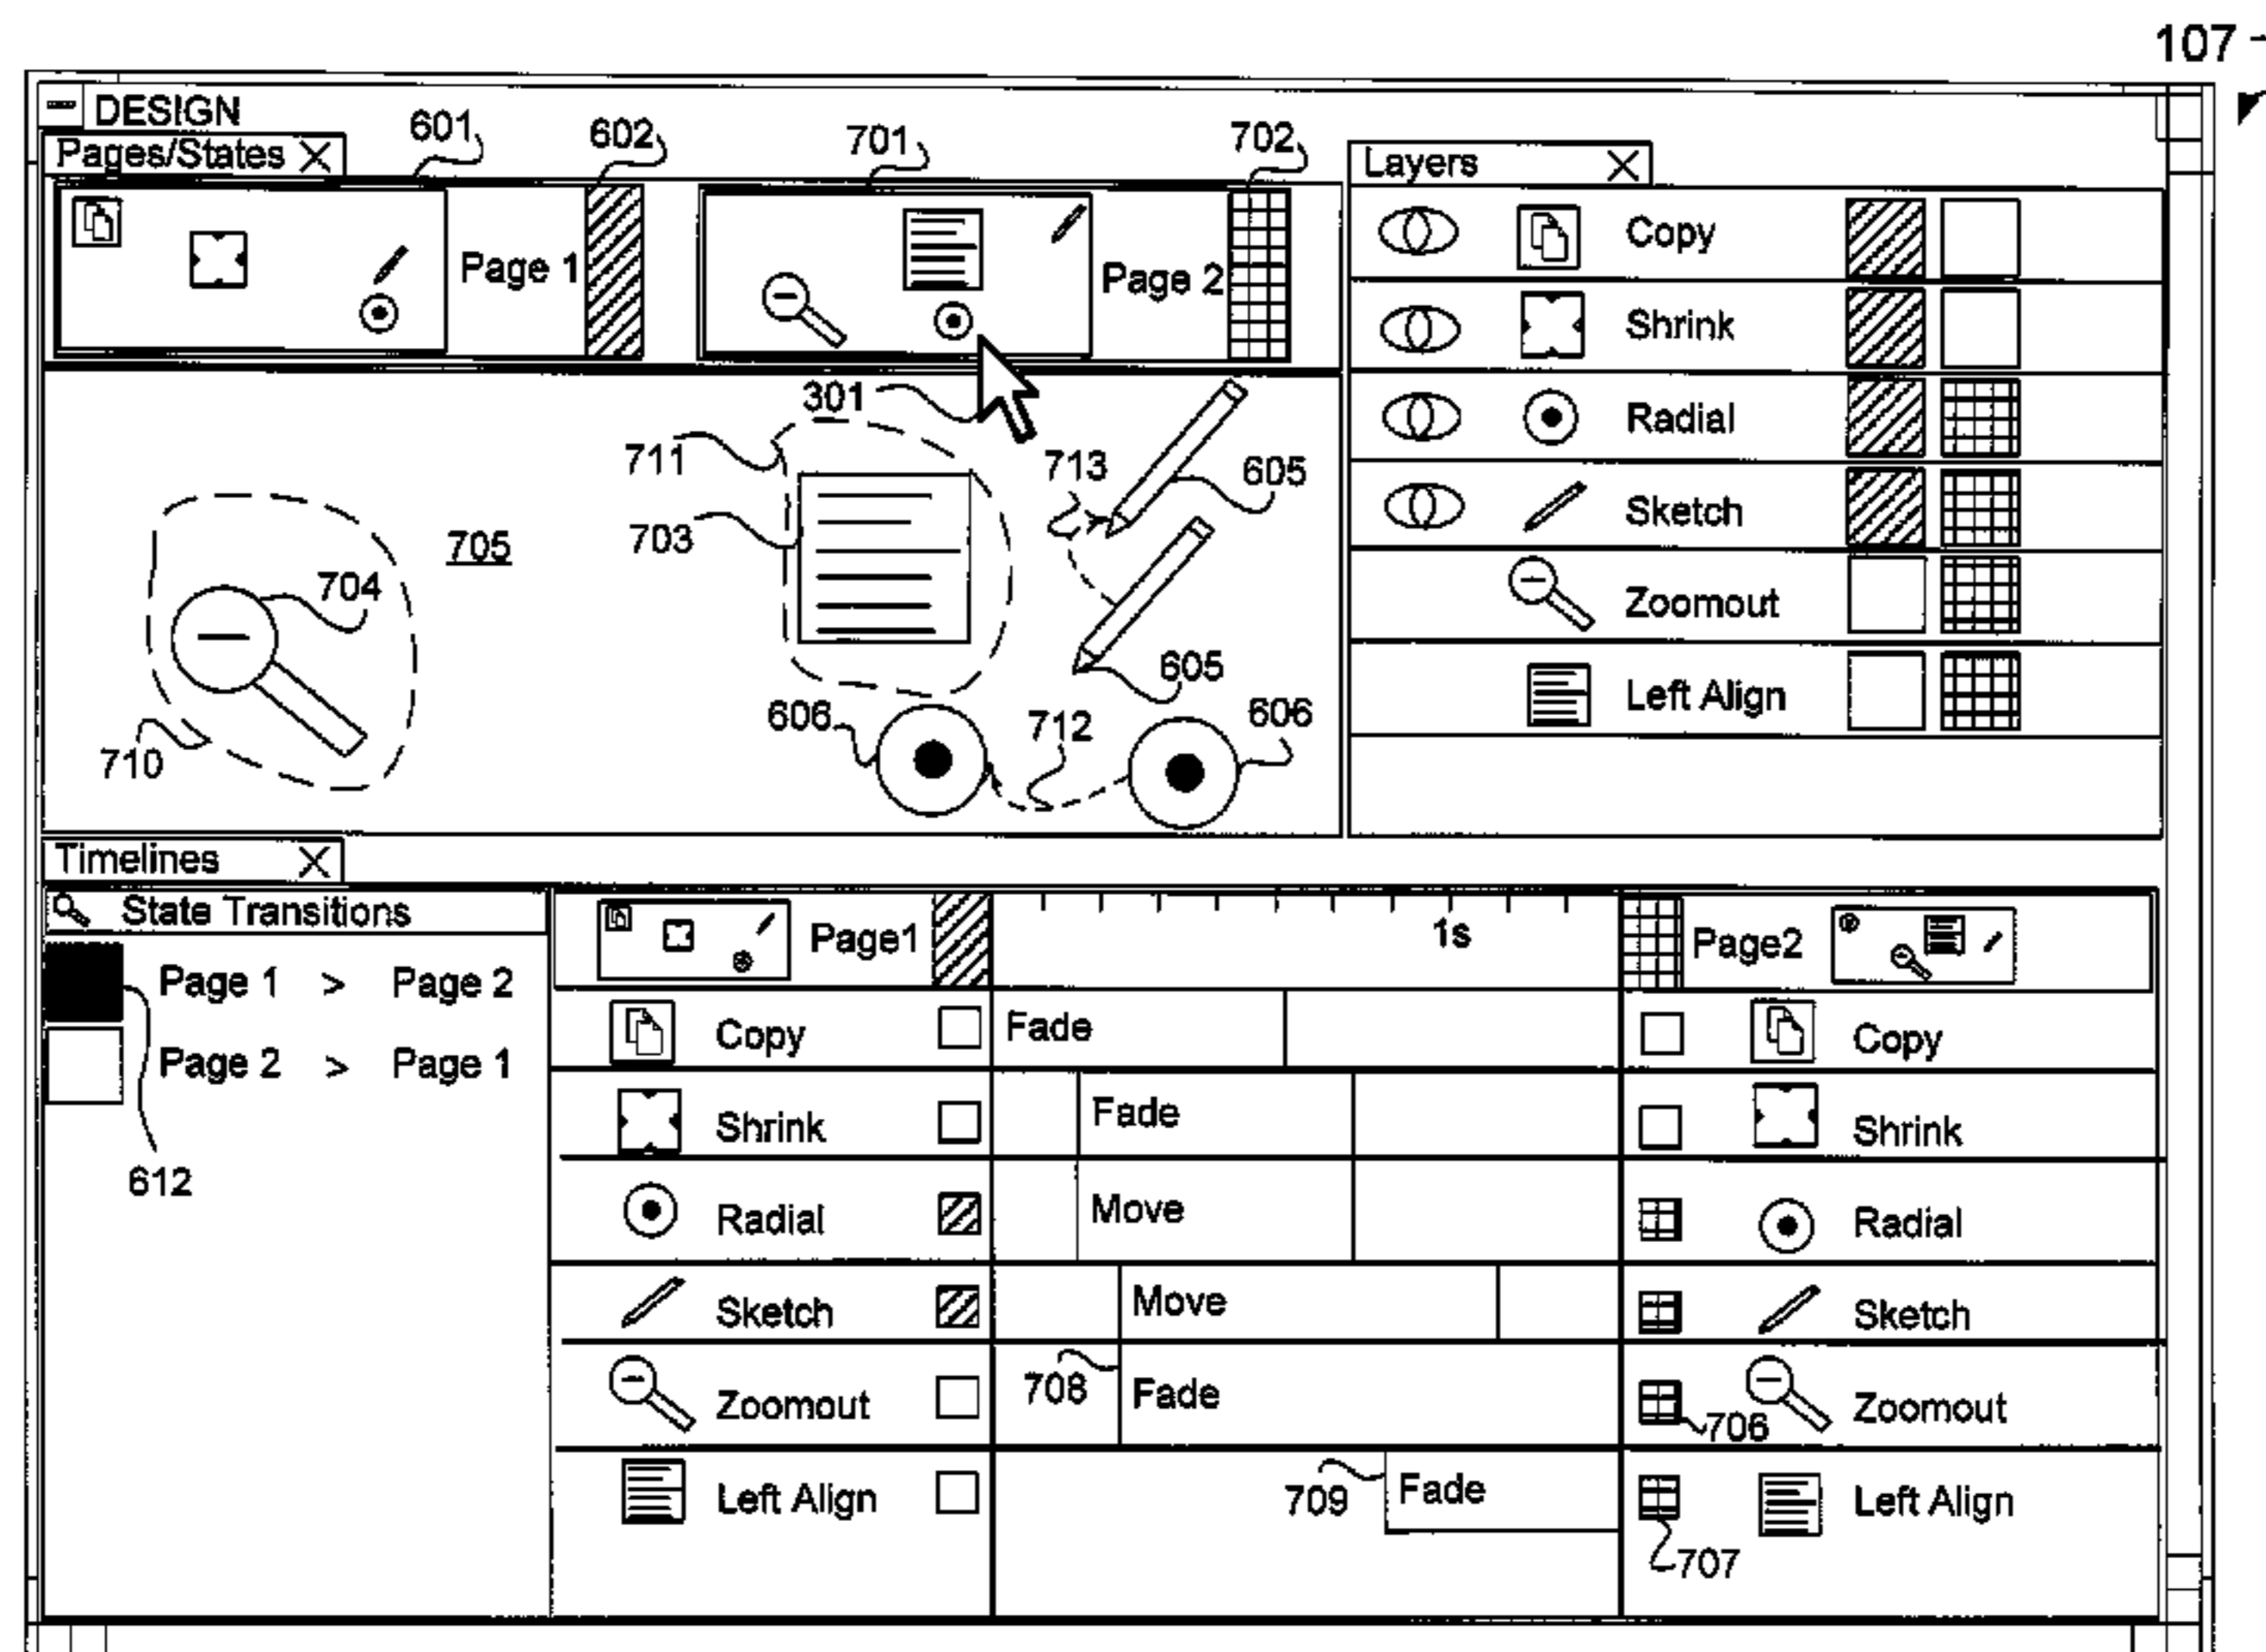 107
DESIGN
601
602
701
702
Pages/States
Layers
Page 1
Page 2
Copy
Shrink
Radial
Sketch
Zoomout
Left Align
301
711
713
605
703
705
704
605
606
712
606
710
Timelines
State Transitions
Page 1 > Page 2
Page 2 > Page 1
612
Page1
1s
Page2
Copy Fade Copy
Shrink Fade Shrink
Radial Move Radial
Sketch Move Sketch
Zoomout 708 Fade 706 Zoomout
Left Align 709 Fade Left Align
707